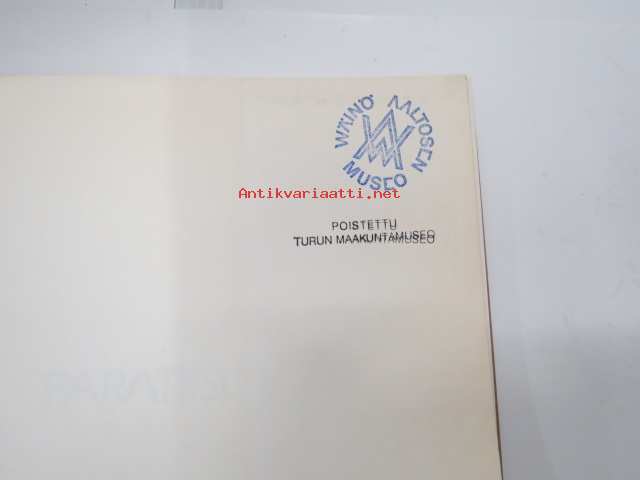 WÄINÖ AALTOSEN
MUSEO
Antikvariaatti.net
POISTETTU
TURUN MAAKUNTAMUSEO